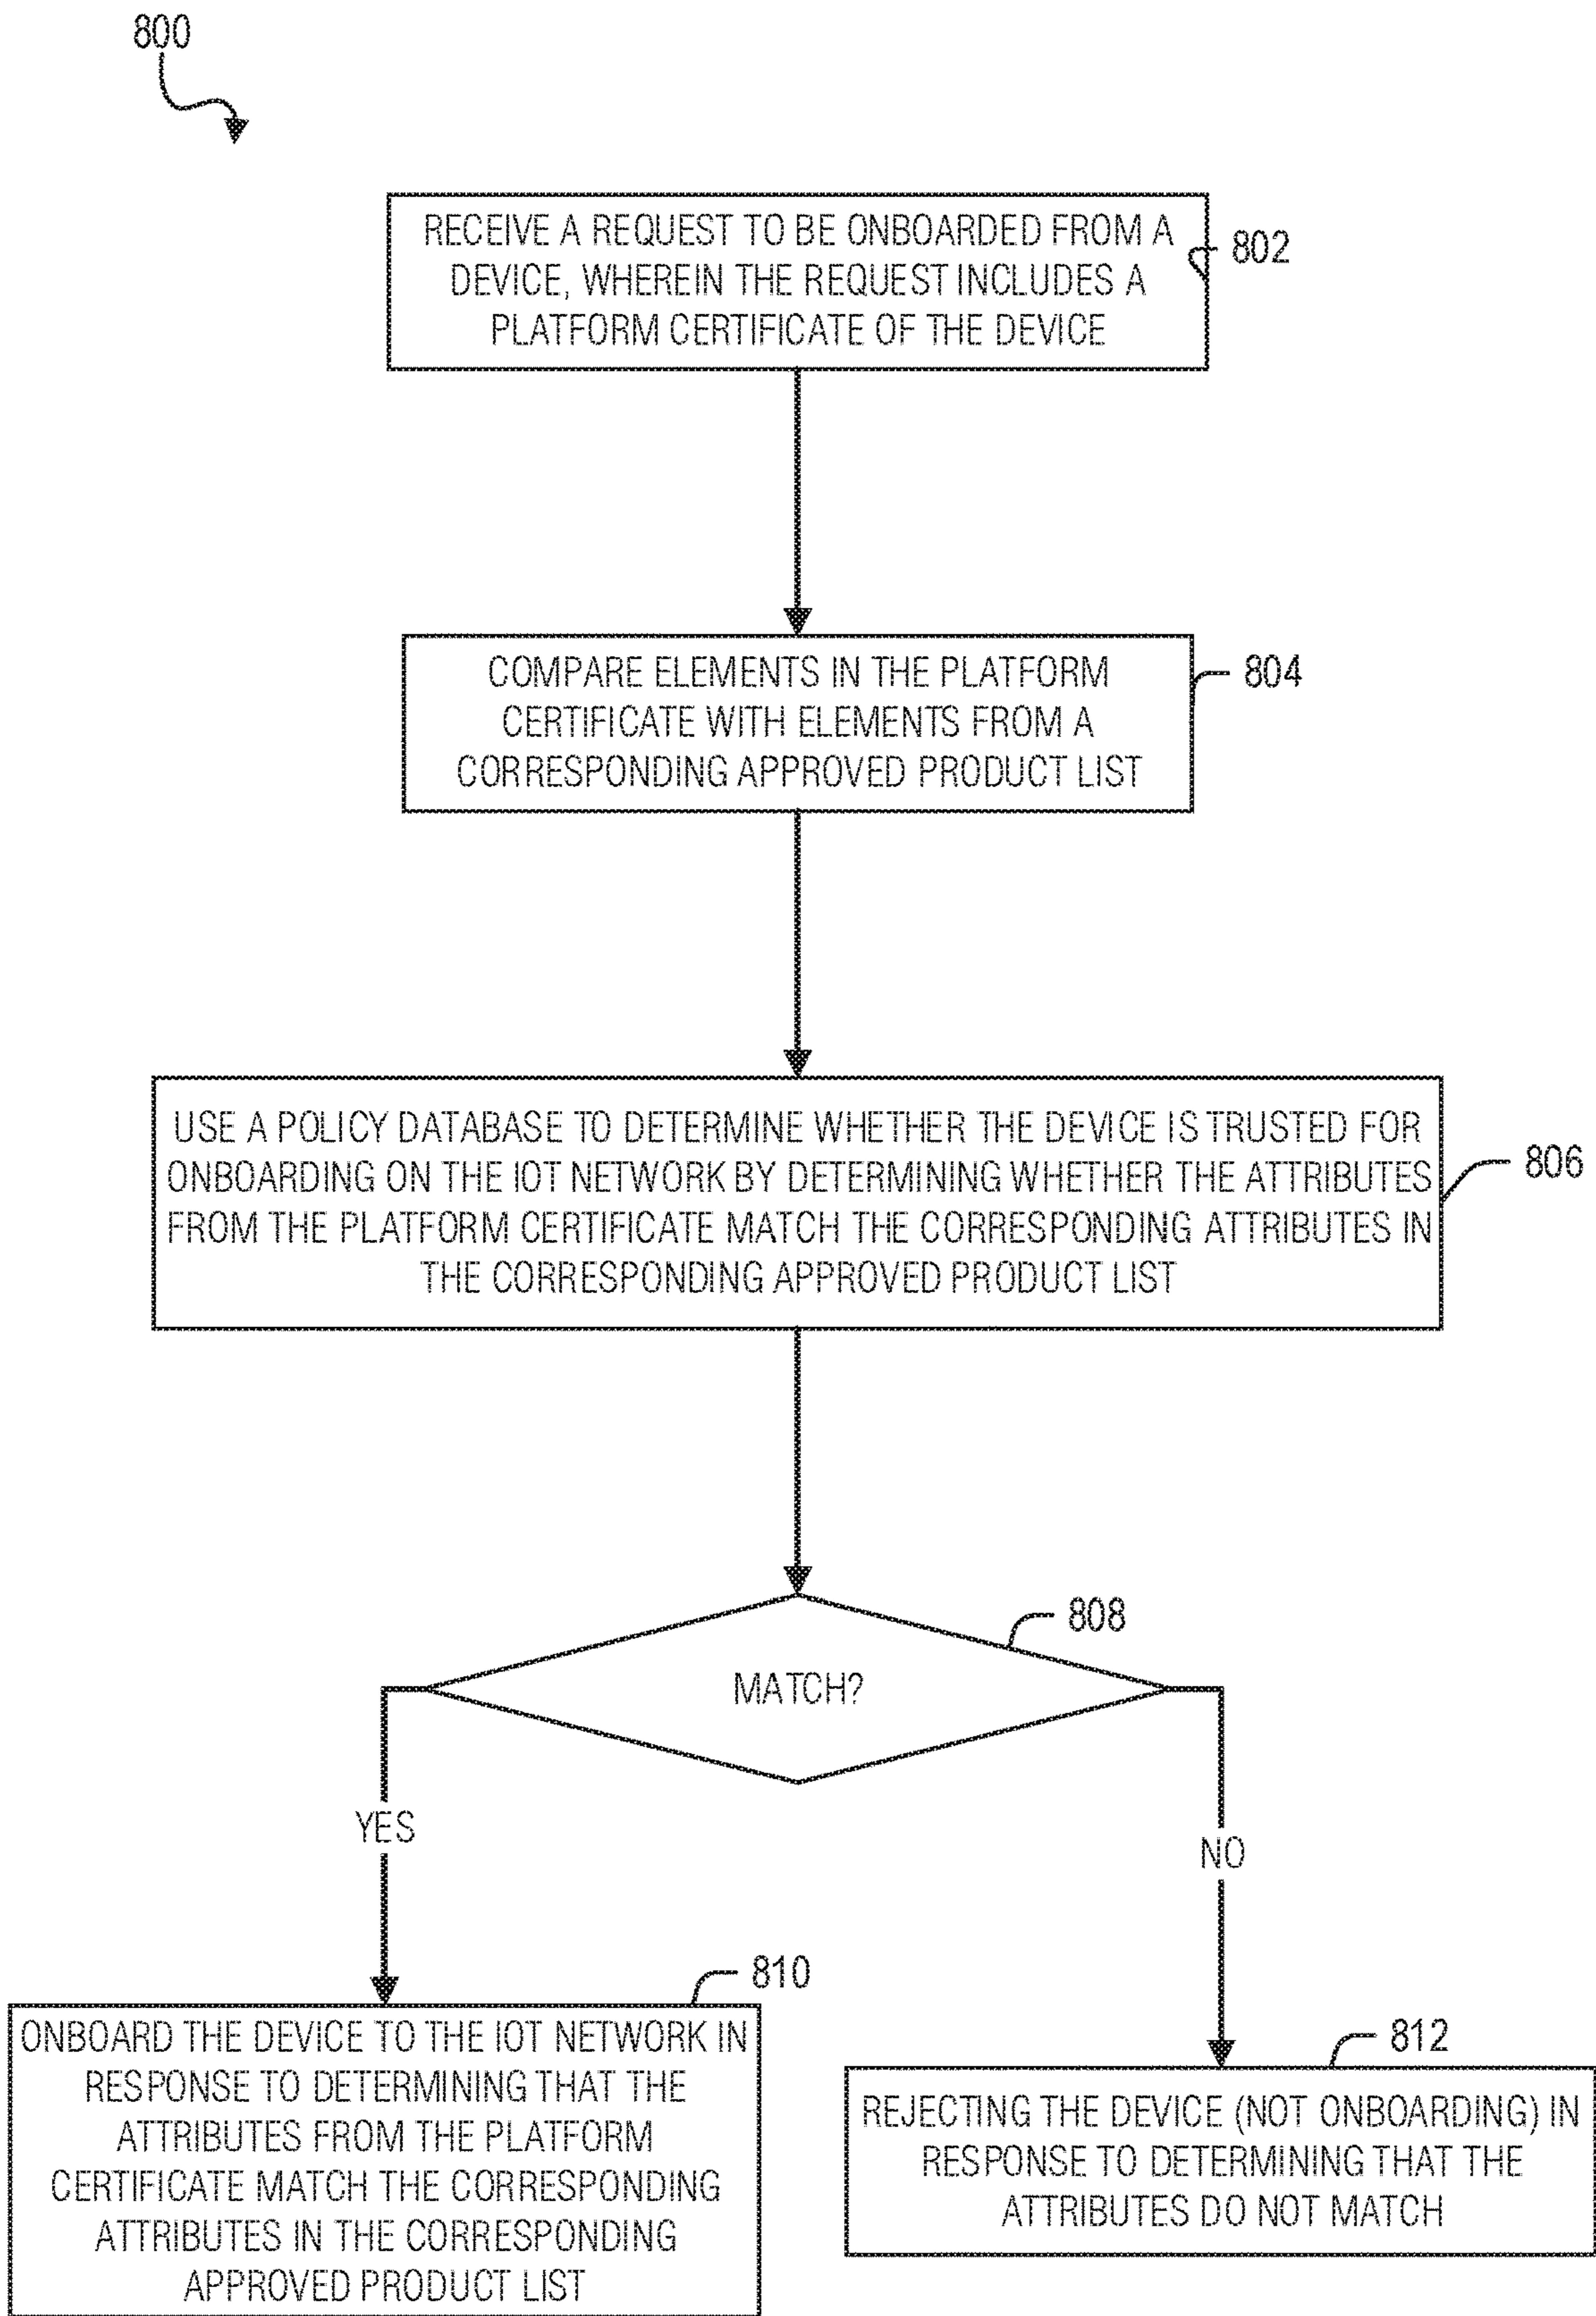 800
RECEIVE A REQUEST TO BE ONBOARDED FROM A
DEVICE, WHEREIN THE REQUEST INCLUDES A
PLATFORM CERTIFICATE OF THE DEVICE
802
COMPARE ELEMENTS IN THE PLATFORM
CERTIFICATE WITH ELEMENTS FROM A
CORRESPONDING APPROVED PRODUCT LIST
804
USE A POLICY DATABASE TO DETERMINE WHETHER THE DEVICE IS TRUSTED FOR
ONBOARDING ON THE IOT NETWORK BY DETERMINING WHETHER THE ATTRIBUTES
FROM THE PLATFORM CERTIFICATE MATCH THE CORRESPONDING ATTRIBUTES IN
THE CORRESPONDING APPROVED PRODUCT LIST
806
808
MATCH?
YES
NO
810
ONBOARD THE DEVICE TO THE IOT NETWORK IN
RESPONSE TO DETERMINING THAT THE
ATTRIBUTES FROM THE PLATFORM
CERTIFICATE MATCH THE CORRESPONDING
ATTRIBUTES IN THE CORRESPONDING
APPROVED PRODUCT LIST
812
REJECTING THE DEVICE (NOT ONBOARDING) IN
RESPONSE TO DETERMINING THAT THE
ATTRIBUTES DO NOT MATCH